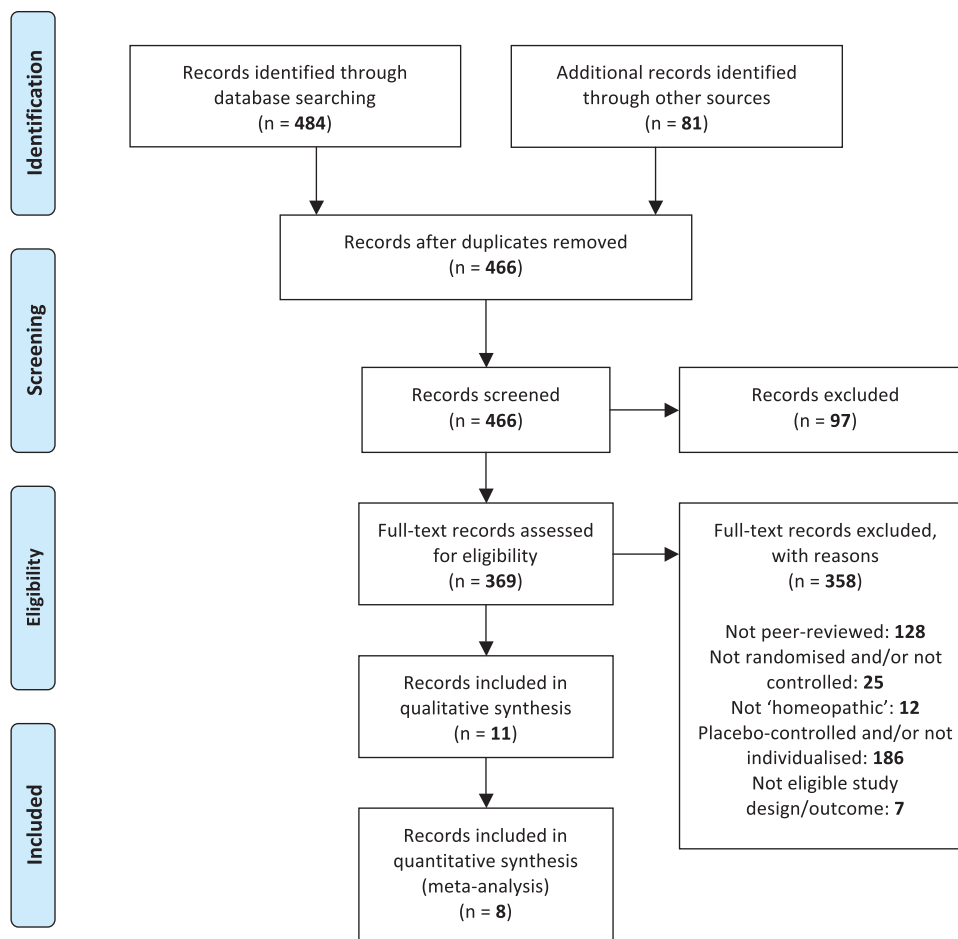 Identification
Records identified through
database searching
(n = 484)
Additional records identified
through other sources
(n = 81)
Records after duplicates removed
(n = 466)
Screening
Records screened
(n = 466)
Records excluded
(n = 97)
Eligibility
Full-text records assessed
for eligibility
(n = 369)
Full-text records excluded,
with reasons
(n = 358)
Not peer-reviewed: 128
Not randomised and/or not
controlled: 25
Not ‘homeopathic’: 12
Placebo-controlled and/or not
individualised: 186
Not eligible study
design/outcome: 7
Records included in
qualitative synthesis
(n = 11)
Included
Records included in
quantitative synthesis
(meta-analysis)
(n = 8)